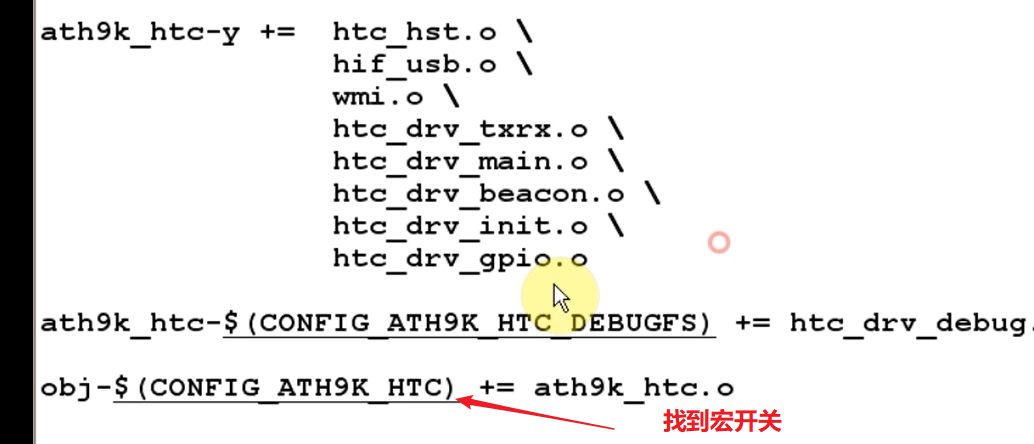 ath9k_htc-y += htc_hst.o \
hif_usb.o \
wmi.o \
htc_drv_txrx.o \
htc_drv_main.o \
htc_drv_beacon.o \
htc_drv_init.o \
htc_drv_gpio.o
ath9k_htc-$(CONFIG_ATH9K_HTC_DEBUGFS) += htc_drv_debug.
obj-$(CONFIG_ATH9K_HTC) += ath9k_htc.o
找到宏开关